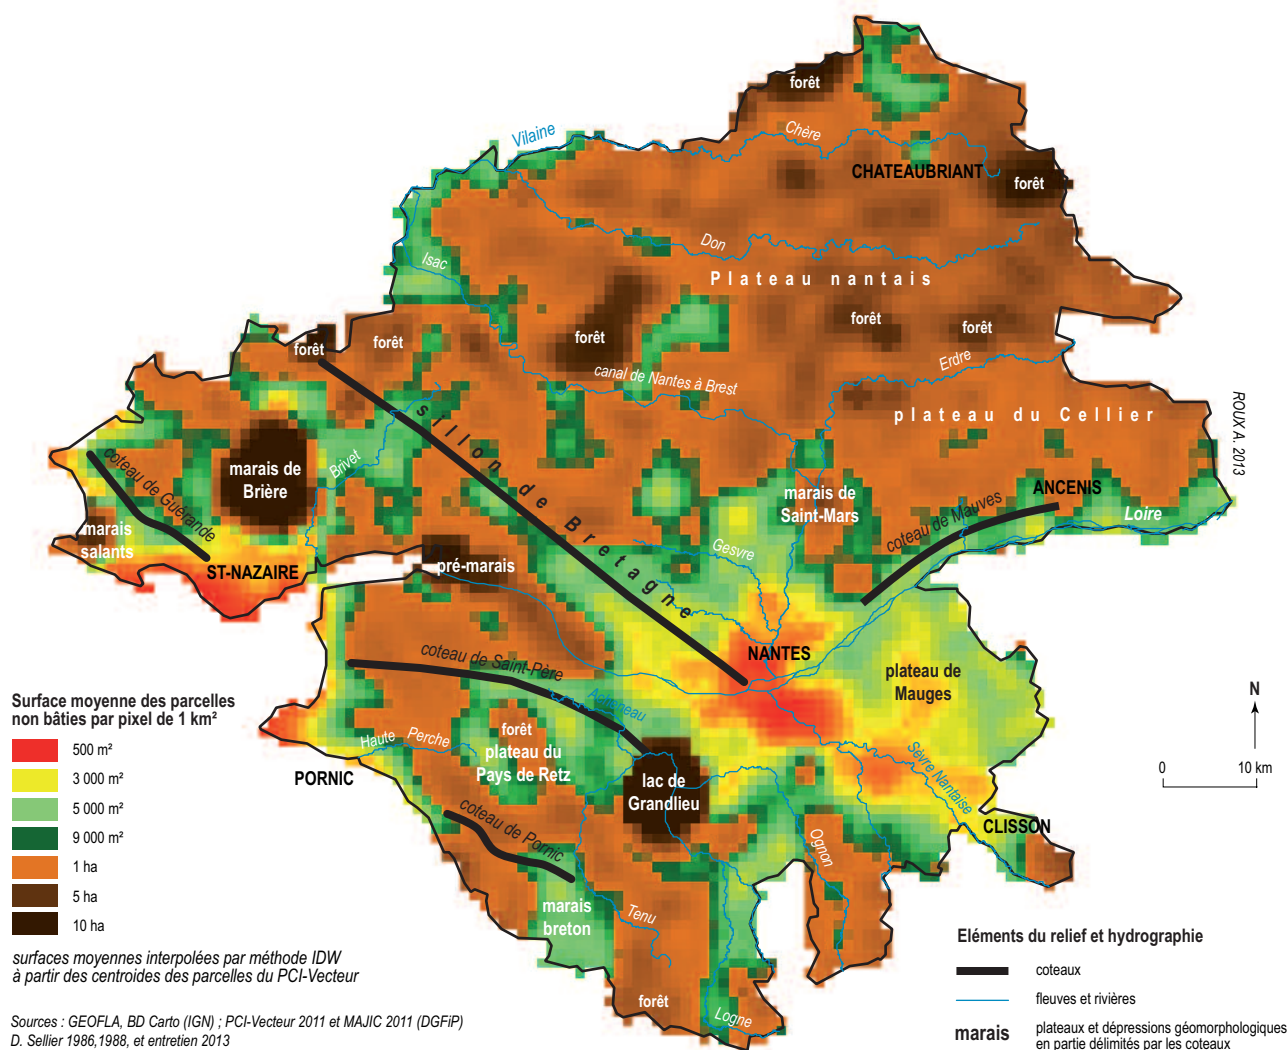 forêt
Vilaine
Chère
CHATEAUBRIANT
forêt
Don
Isac
Plateau nantais
forêt
forêt
forêt
forêt
forêt
Erdre
canal de Nantes à Brest
plateau du Cellier
ROUX A. 2013
sillon de Bretagne
Brivet
marais de
Brière
coteau de Guérande
marais
salants
ST-NAZAIRE
marais de
Saint-Mars
ANCENIS
coteau de Mauves
Loire
Gesvre
pré-marais
NANTES
coteau de Saint-Père
plateau de
Mauges
Acheneau
Surface moyenne des parcelles
non bâties par pixel de 1 km²
500 m²
3 000 m²
5 000 m²
9 000 m²
1 ha
5 ha
10 ha
surfaces moyennes interpolées par méthode IDW
à partir des centroides des parcelles du PCI-Vecteur
Sources : GEOFLA, BD Carto (IGN) ; PCI-Vecteur 2011 et MAJIC 2011 (DGFiP)
D. Sellier 1986,1988, et entretien 2013
Haute Perche
forêt
plateau du
Pays de Retz
PORNIC
lac de
Grandlieu
Sèvre Nantaise
CLISSON
coteau de Pornic
Ognon
marais
breton
Tenu
forêt
Logne
N
0 10 km
Eléments du relief et hydrographie
coteaux
fleuves et rivières
marais
plateaux et dépressions géomorphologiques
en partie délimités par les coteaux